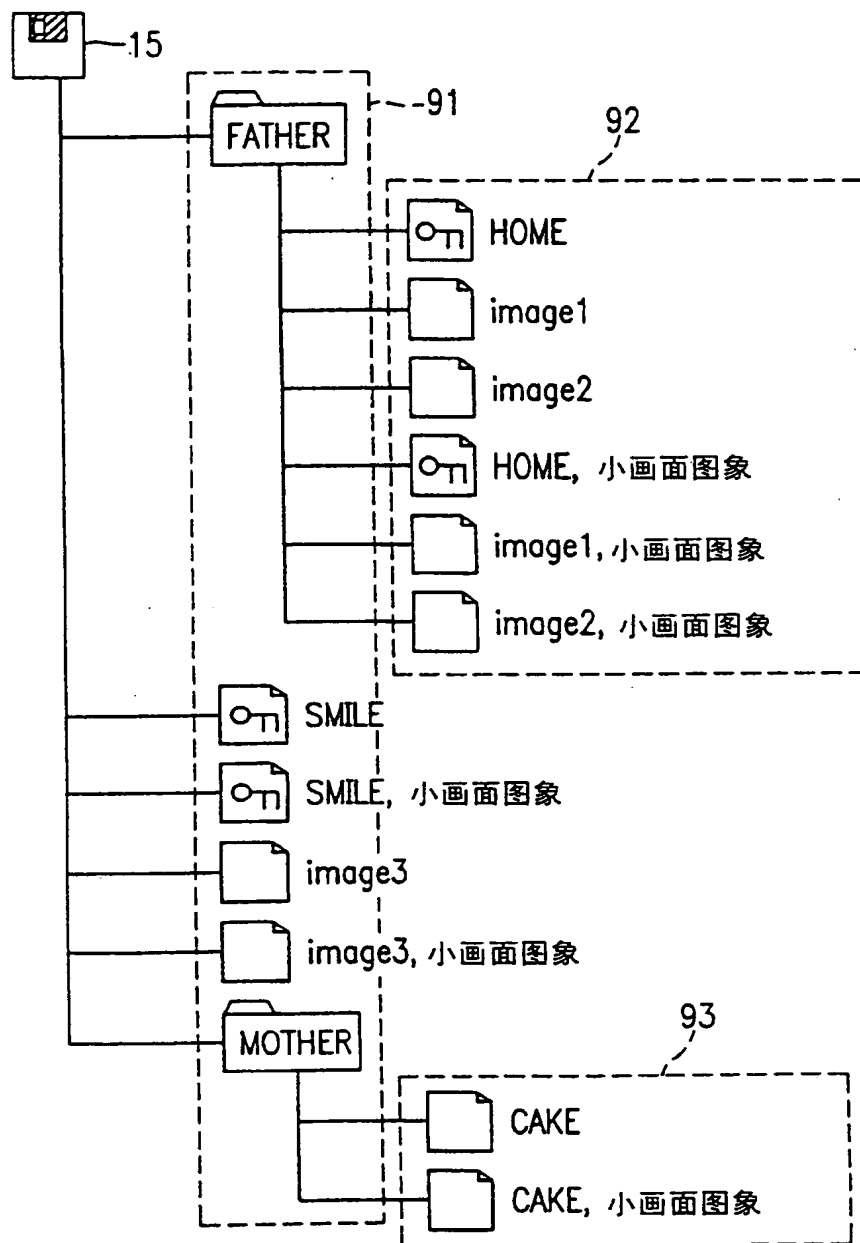 15
91
FATHER
92
HOME
image1
image2
HOME, 小画面图象
image1, 小画面图象
image2, 小画面图象
SMILE
SMILE, 小画面图象
image3
image3, 小画面图象
MOTHER
93
CAKE
CAKE, 小画面图象